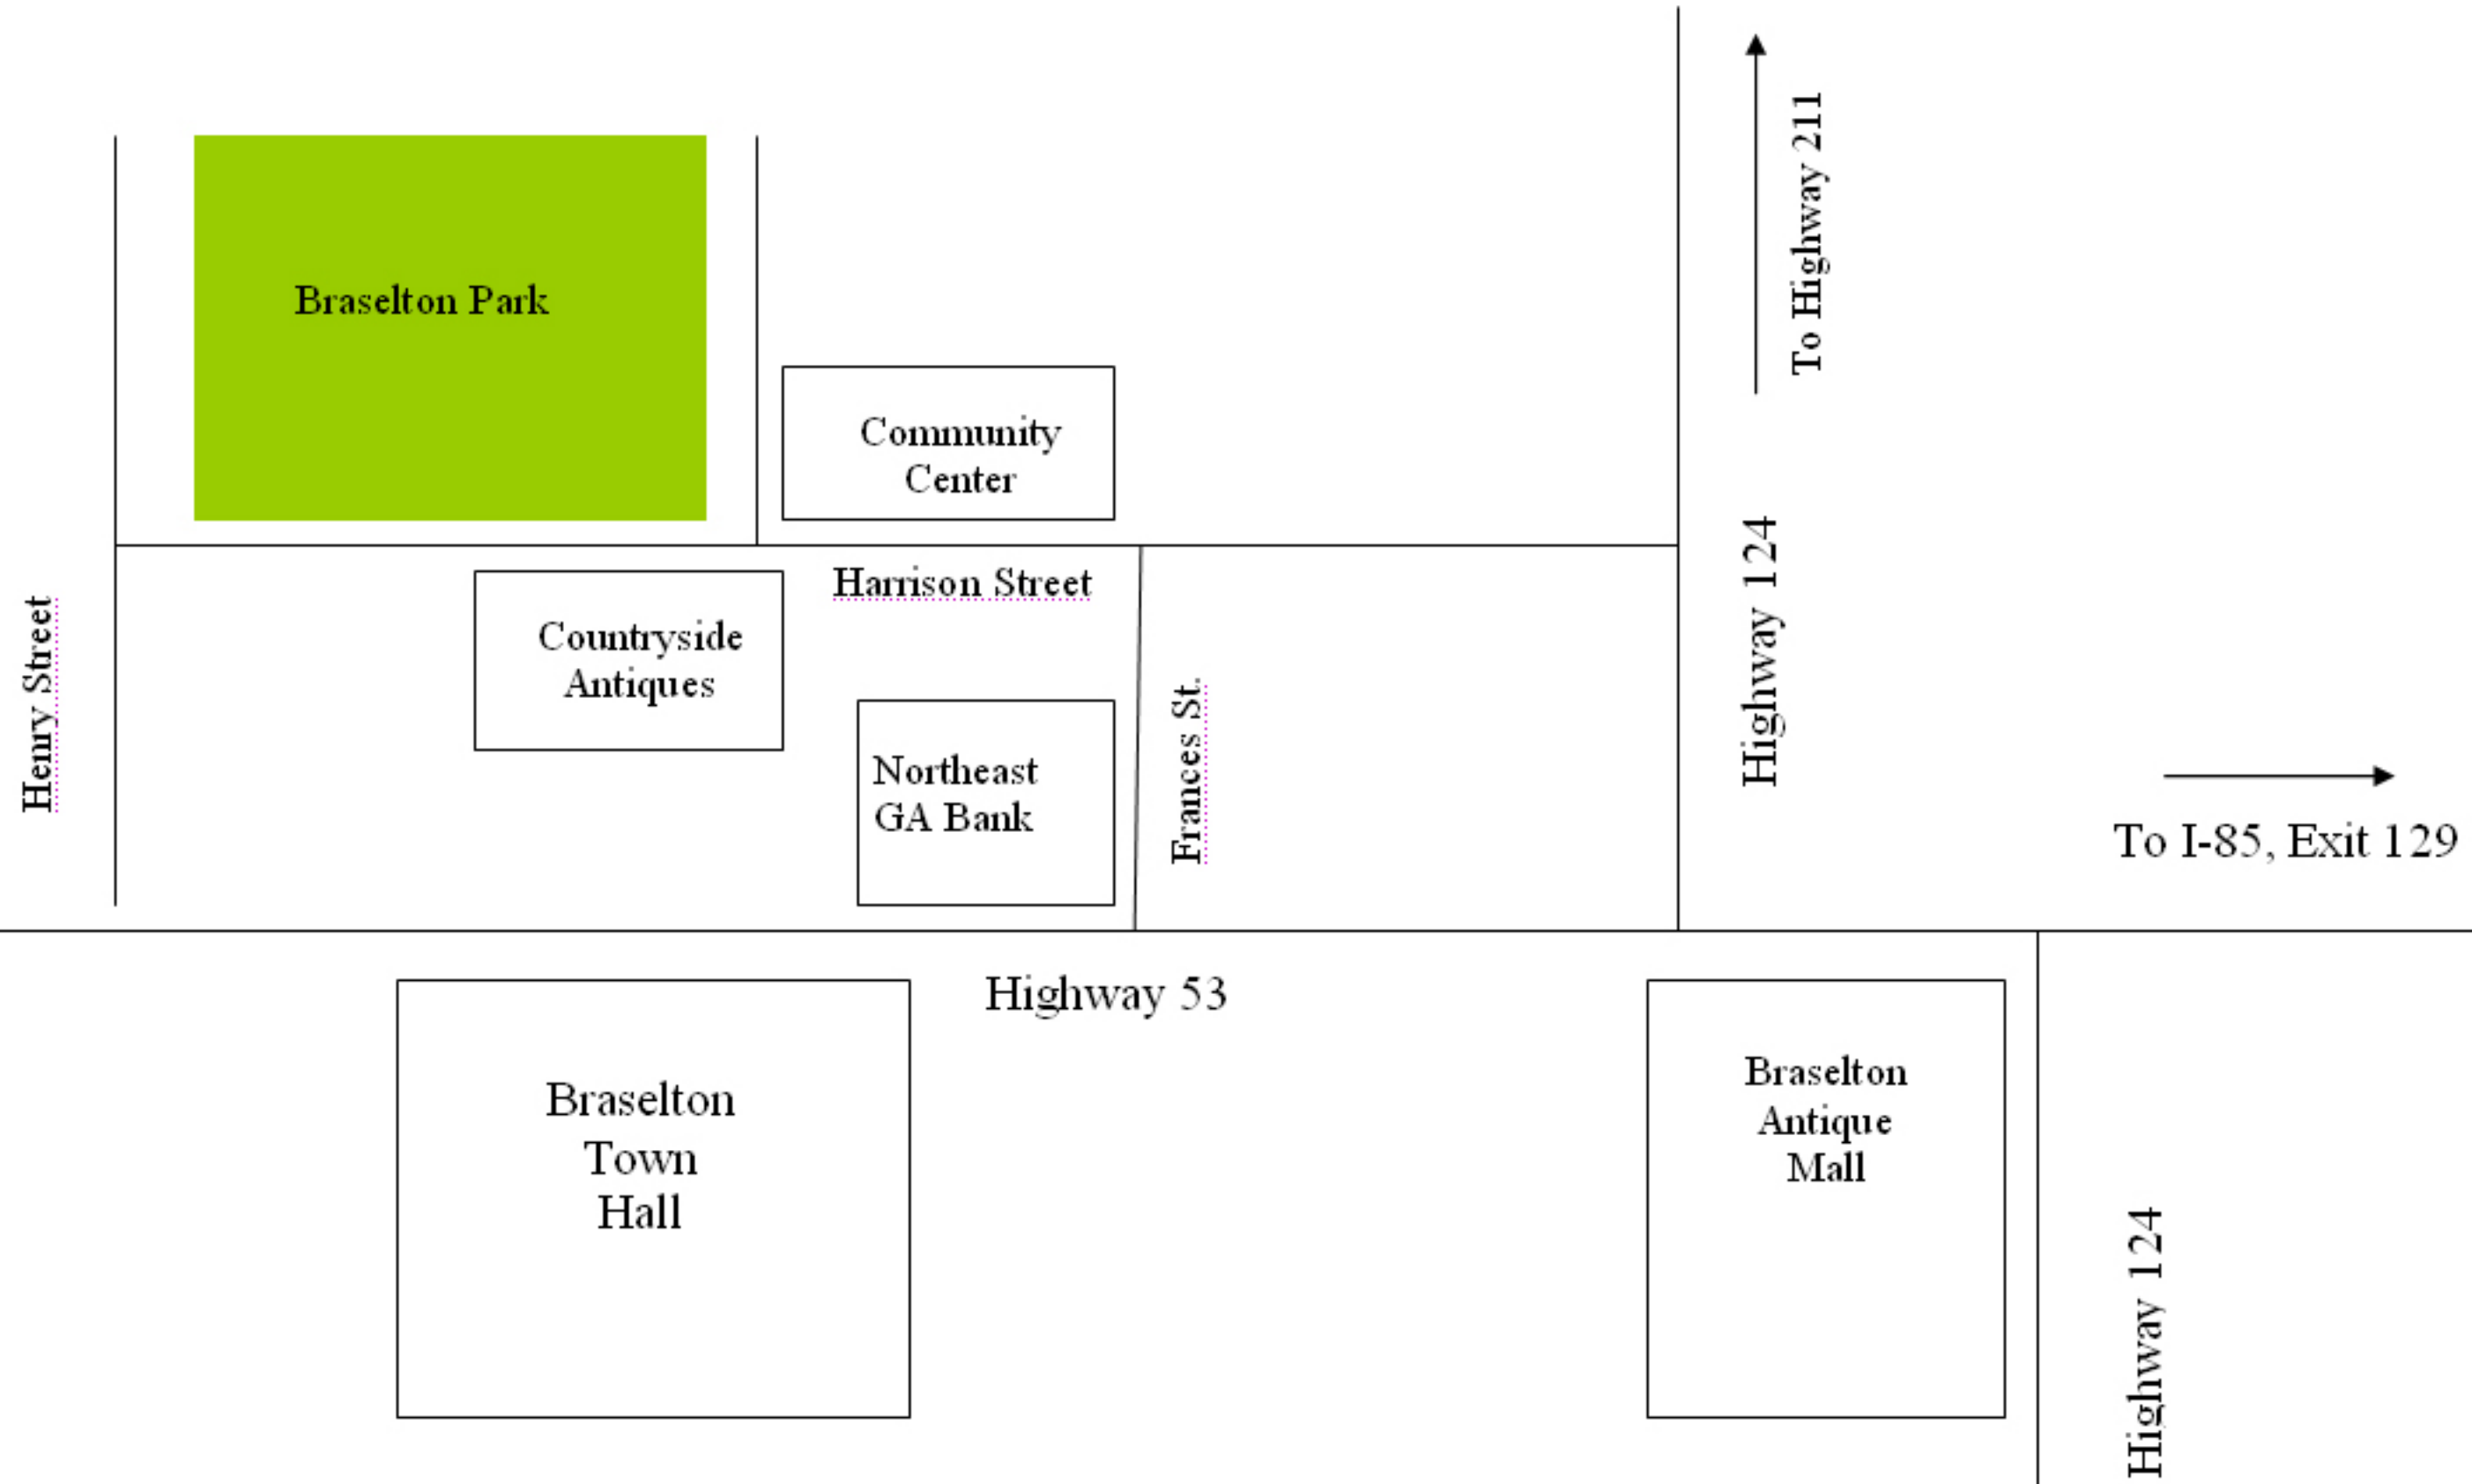 To Highway 211
Braselton Park
Community
Center
Harrison Street
Highway 124
Henry Street
Countryside
Antiques
Frances St.
Northeast
GA Bank
To I-85, Exit 129
Highway 53
Braselton
Town
Hall
Braselton
Antique
Mall
Highway 124